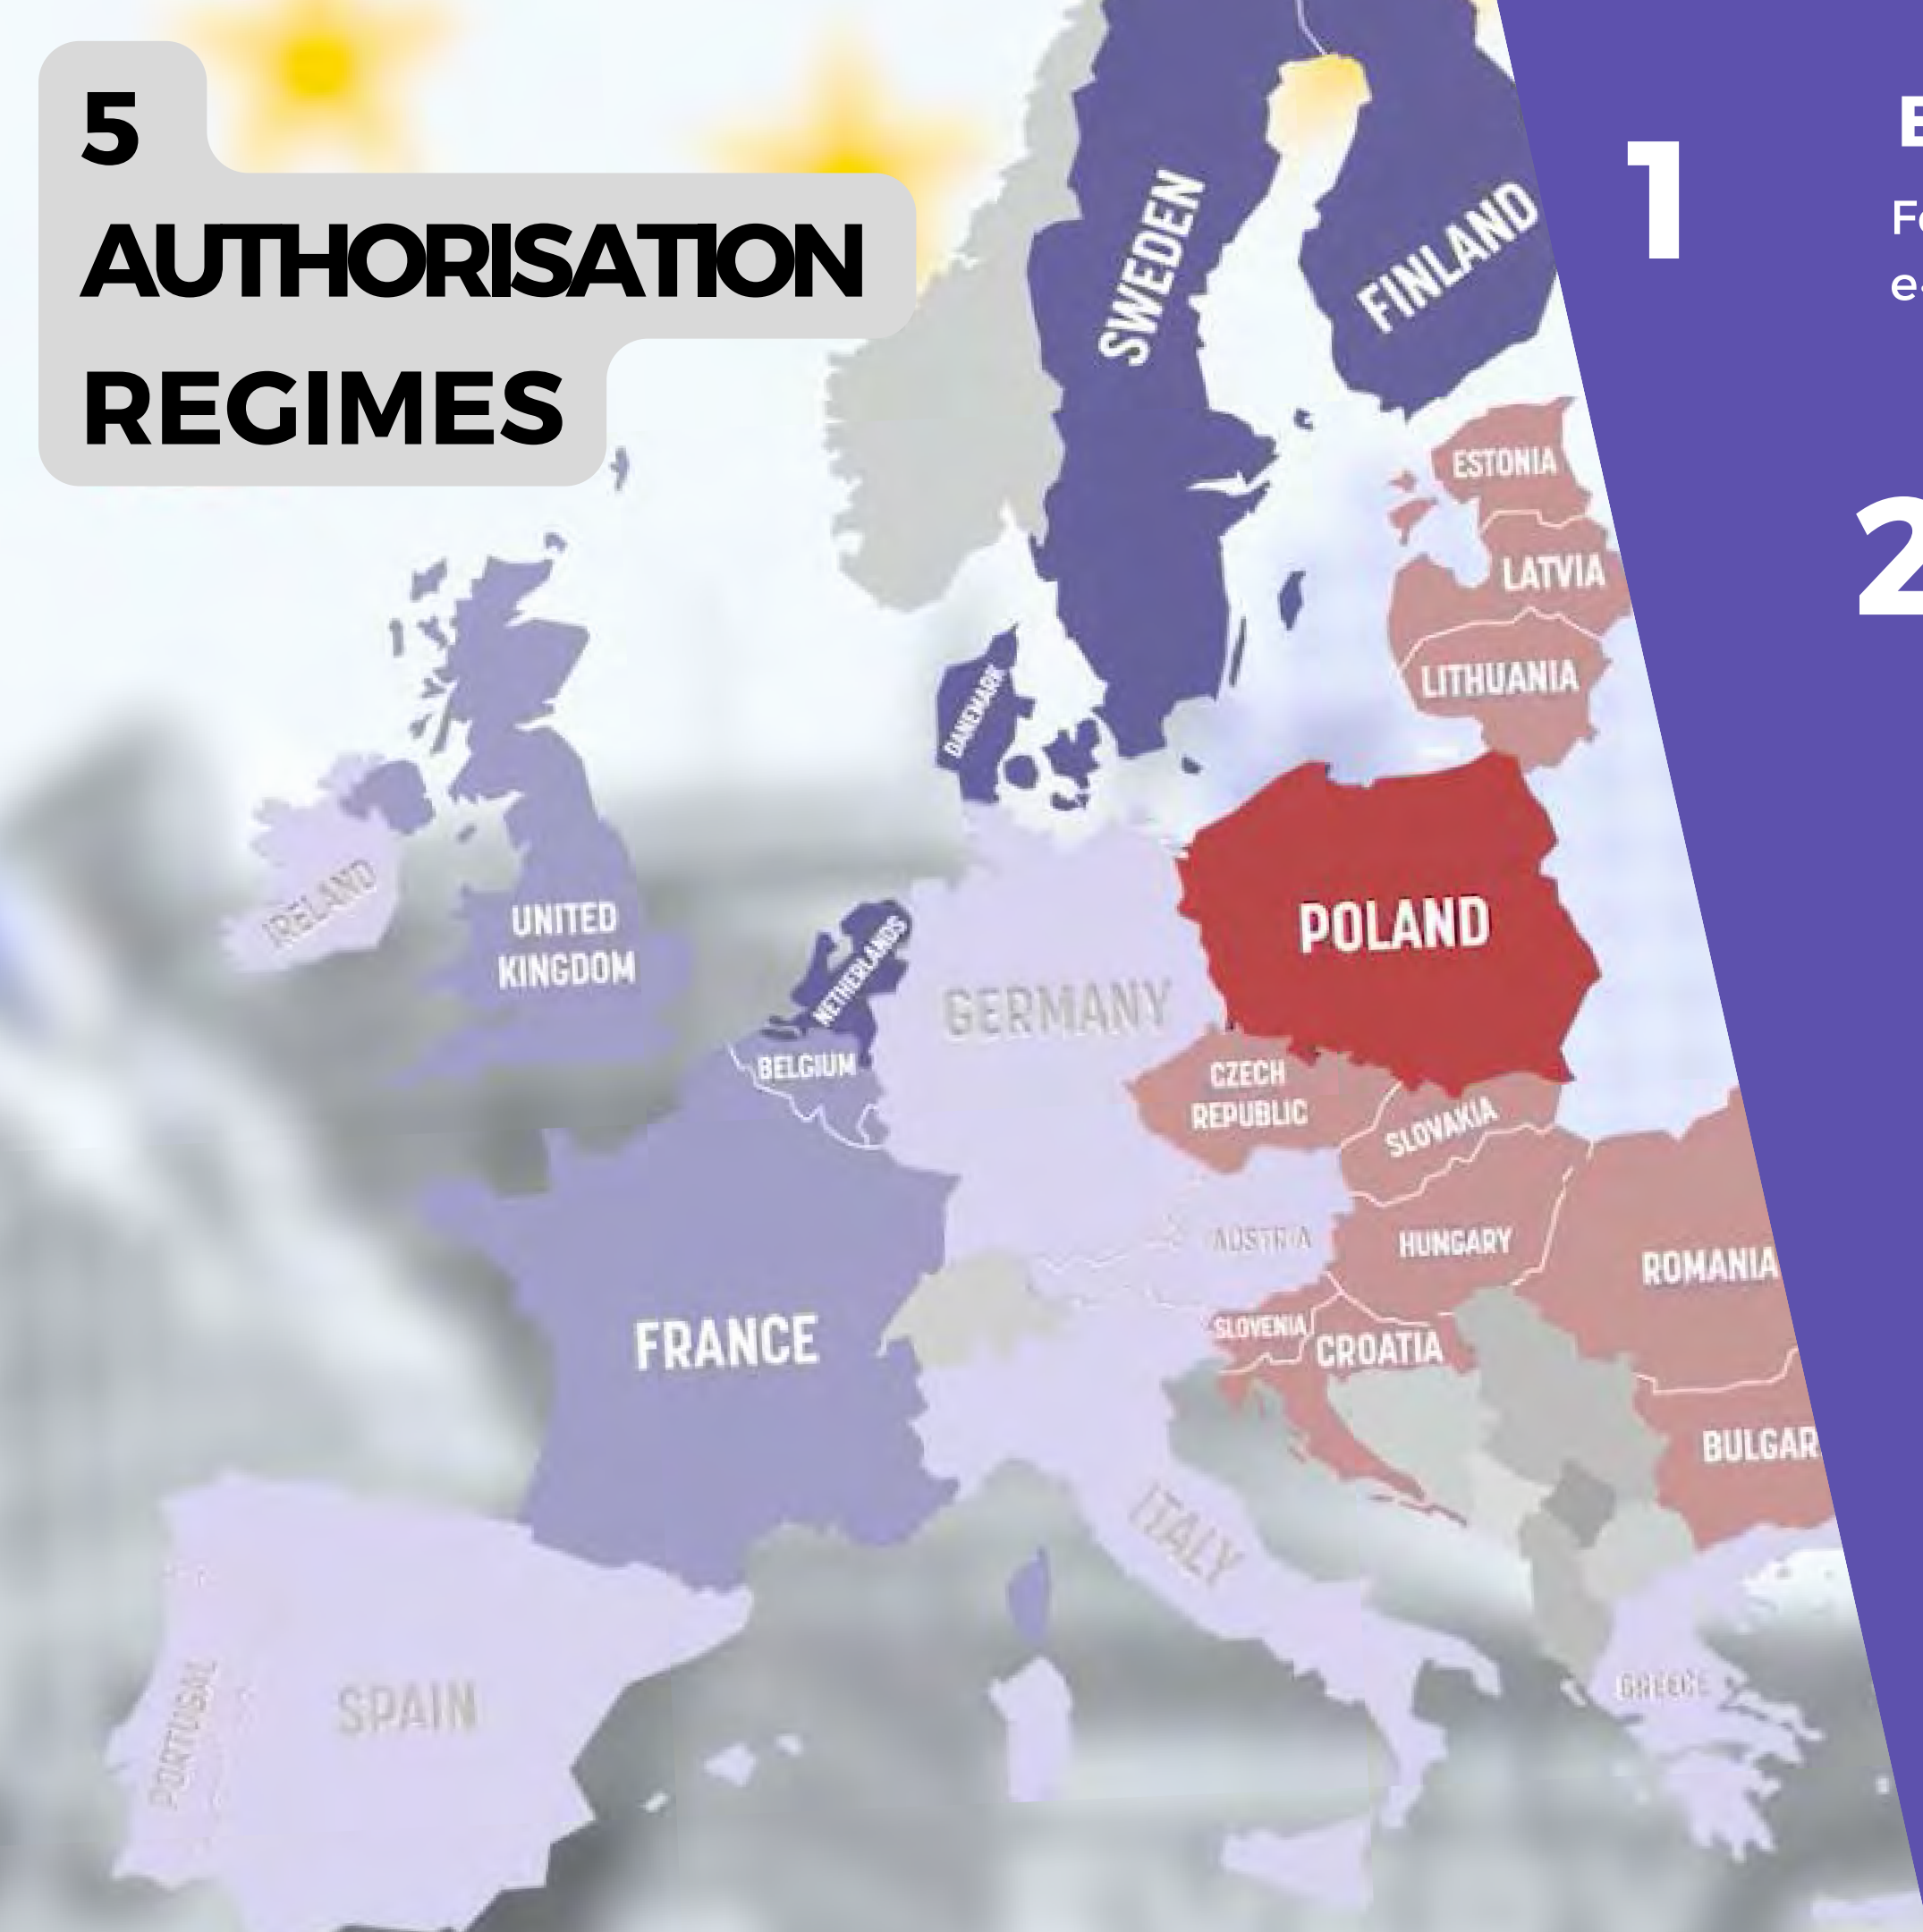 5
AUTHORISATION
REGIMES
SWEDEN
FINLAND
ESTONIA
LATVIA
LITHUANIA
DANEMARK
IRELAND
UNITED
KINGDOM
NETHERLANDS
BELGIUM
GERMANY
POLAND
CZECH
REPUBLIC
SLOVAKIA
AUSTRIA
HUNGARY
ROMANIA
SLOVENIA
CROATIA
FRANCE
BULGAR
ITALY
SPAIN
PORTUGAL
GREECE
1
2